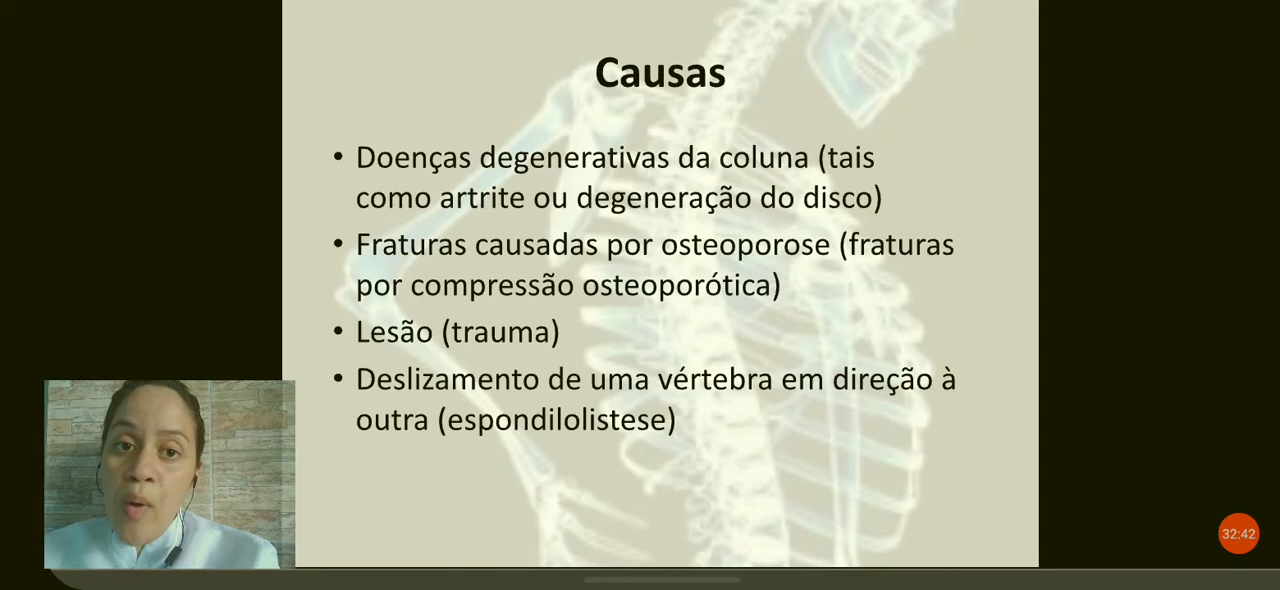 Causas
• Doenças degenerativas da coluna (tais
como artrite ou degeneração do disco)
• Fraturas causadas por osteoporose (fraturas
por compressão osteoporótica)
• Lesão (trauma)
• Deslizamento de uma vértebra em direção à
outra (espondilolistese)
32:42